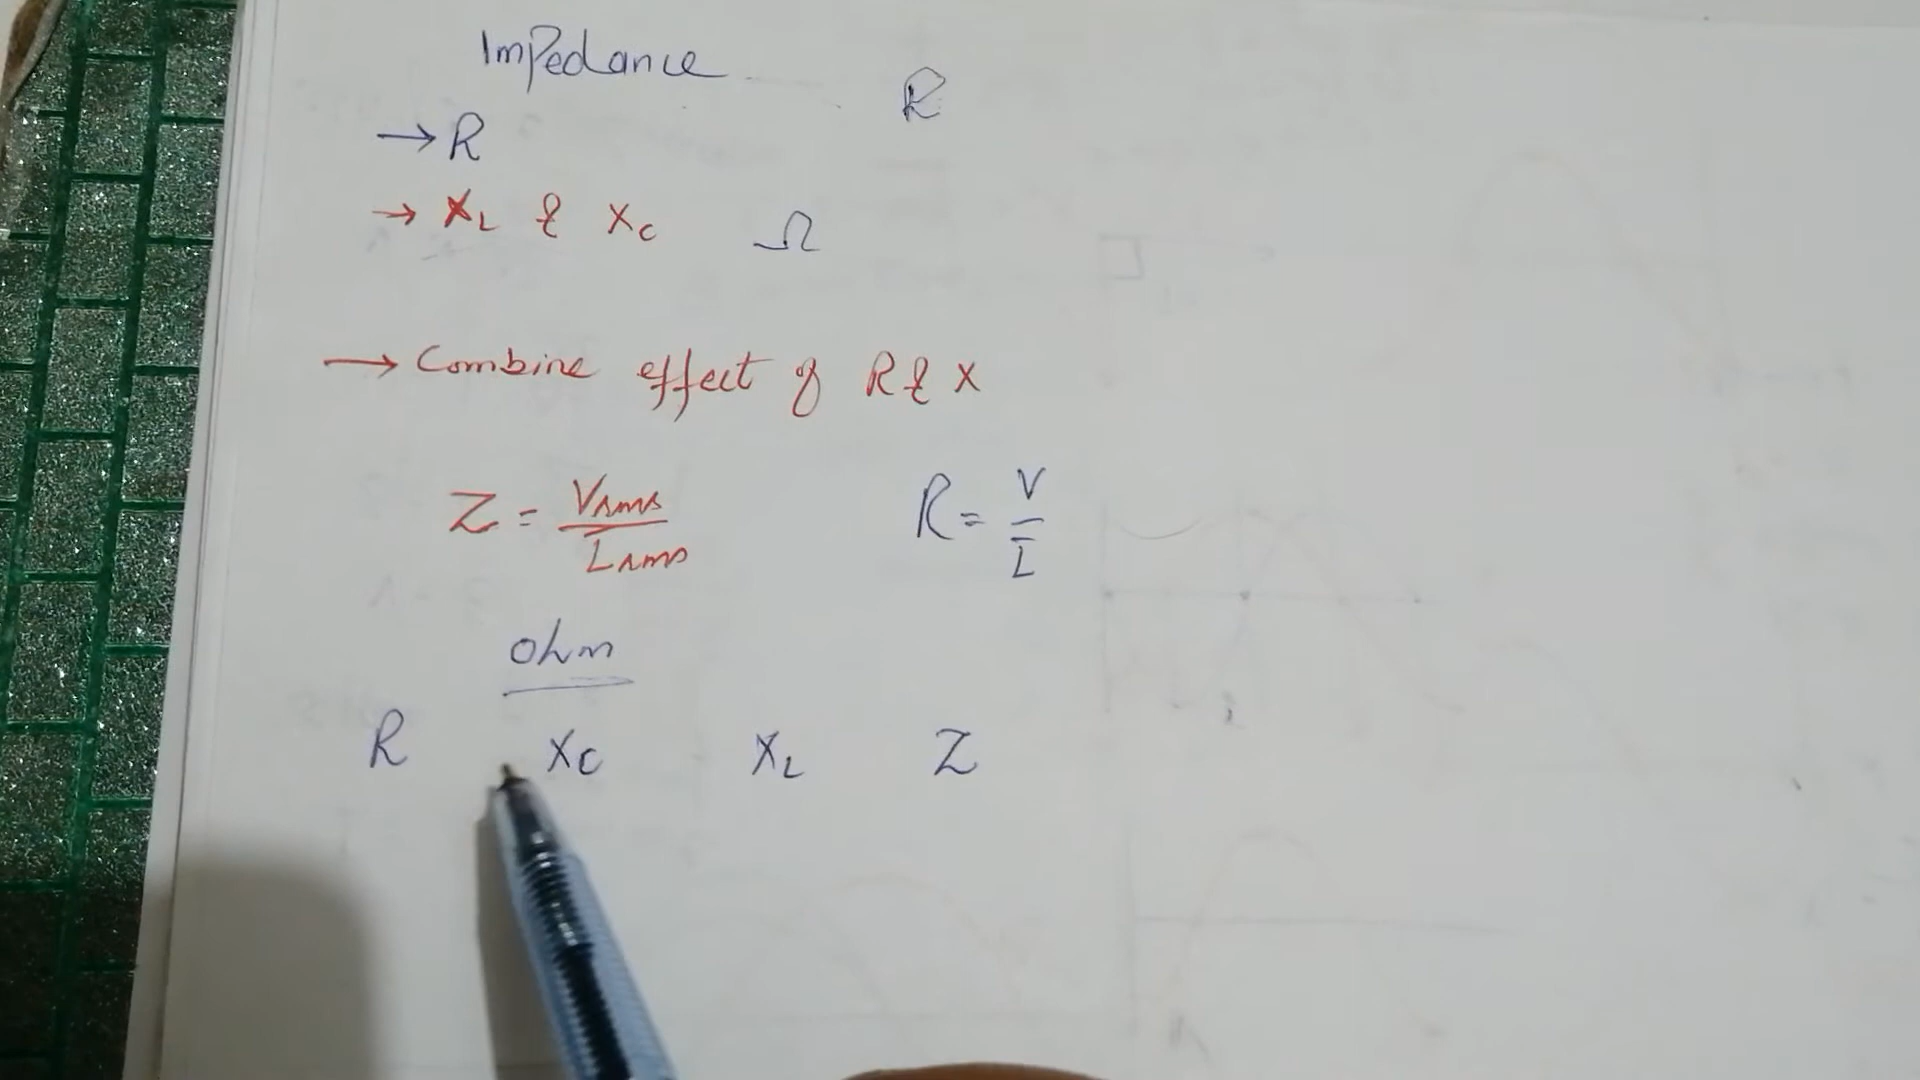 Impedance
R
→ R
→ XL & XC Ω
→ Combine effect of R & X
Z = Vrms / Irms
R = V / I
ohm
R XC XL Z